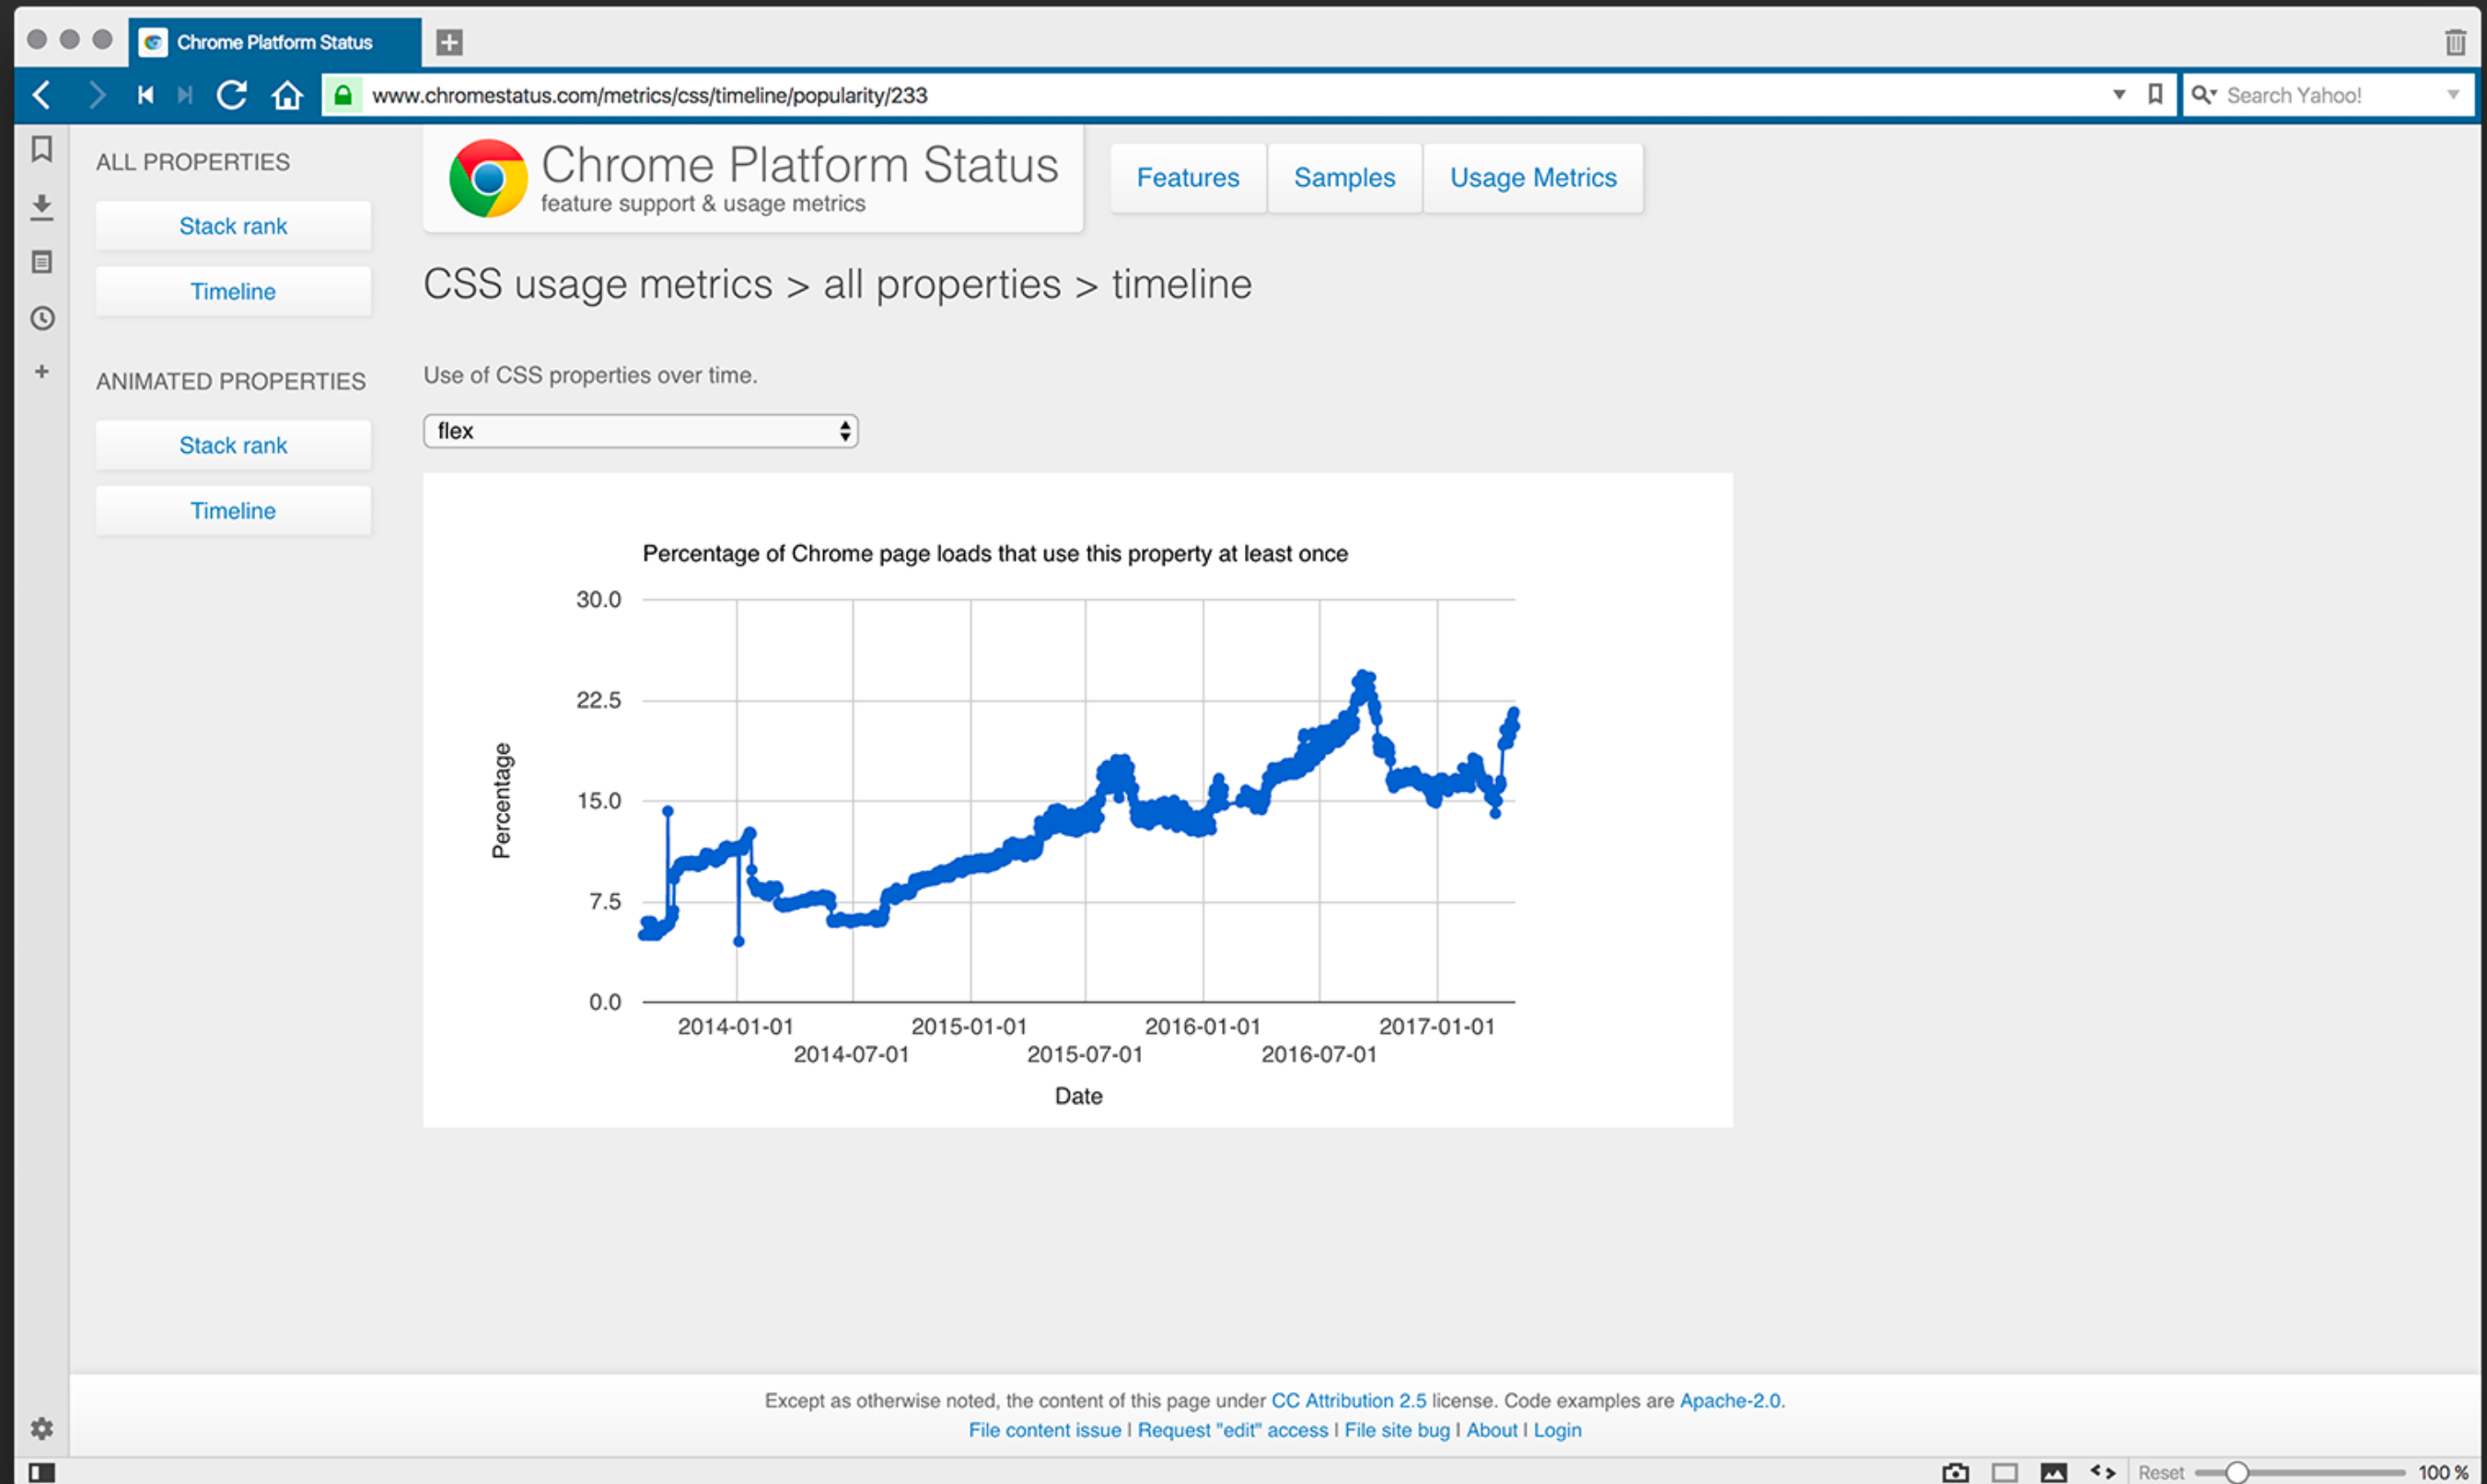 Chrome Platform Status
www.chromestatus.com/metrics/css/timeline/popularity/233
Search Yahoo!
ALL PROPERTIES
Stack rank
Timeline
ANIMATED PROPERTIES
Stack rank
Timeline
Chrome Platform Status
feature support & usage metrics
Features
Samples
Usage Metrics
CSS usage metrics > all properties > timeline
Use of CSS properties over time.
flex
Percentage of Chrome page loads that use this property at least once
30.0
22.5
15.0
7.5
0.0
Percentage
2014-01-01
2014-07-01
2015-01-01
2015-07-01
2016-01-01
2016-07-01
2017-01-01
Date
Except as otherwise noted, the content of this page under CC Attribution 2.5 license. Code examples are Apache-2.0.
File content issue | Request "edit" access | File site bug | About | Login
Reset
100 %